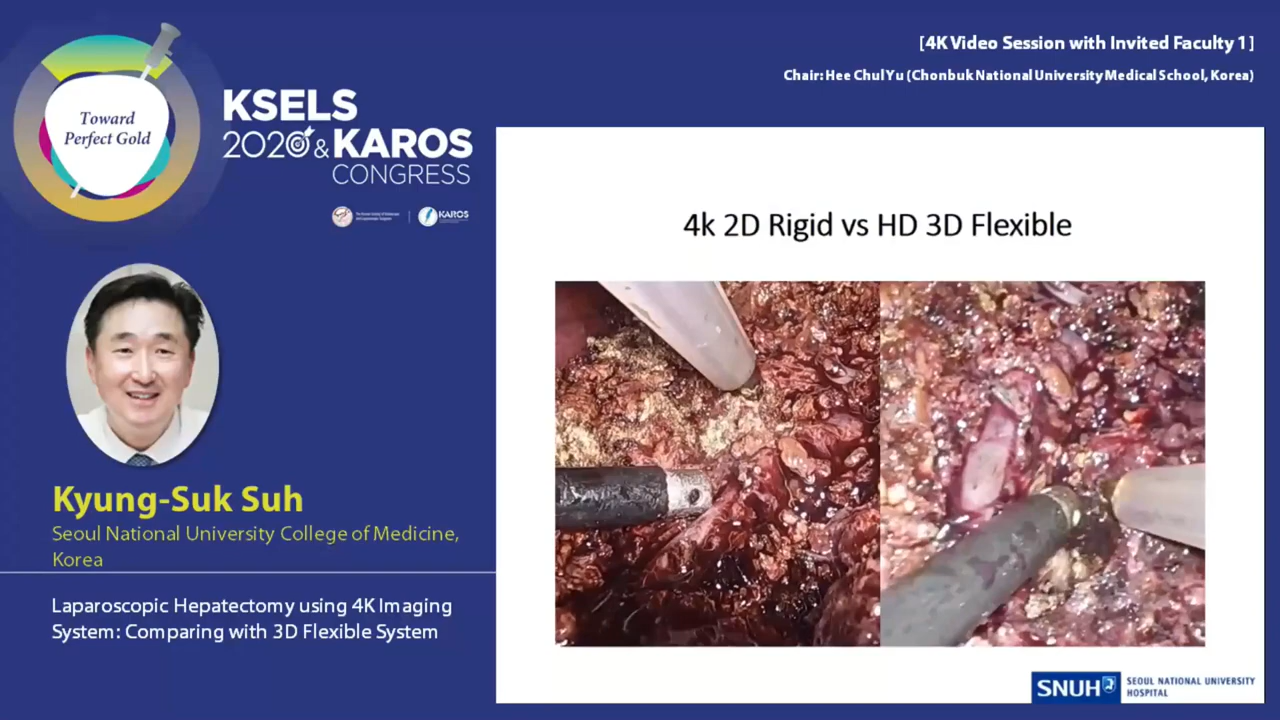 [4K Video Session with Invited Faculty 1]
Chair: Hee Chul Yu (Chonbuk National University Medical School, Korea)
Toward
Perfect Gold
KSELS
2020 & KAROS
CONGRESS
KAROS
4k 2D Rigid vs HD 3D Flexible
Kyung-Suk Suh
Seoul National University College of Medicine,
Korea
Laparoscopic Hepatectomy using 4K Imaging
System: Comparing with 3D Flexible System
SNUH
SEOUL NATIONAL UNIVERSITY
HOSPITAL